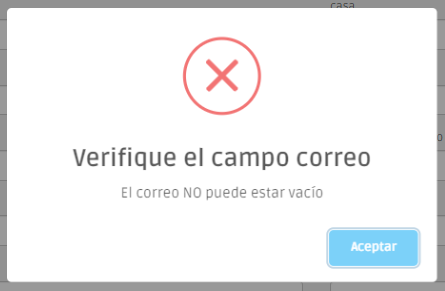 casa
Verifique el campo correo
El correo NO puede estar vacío
Aceptar